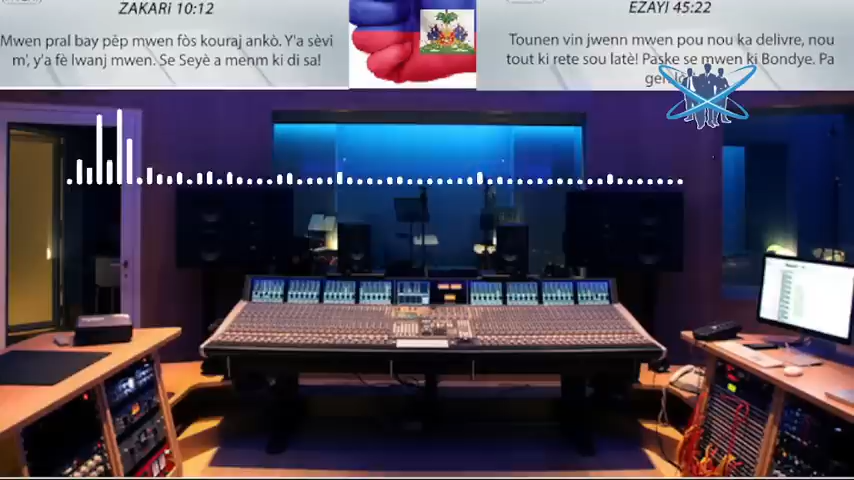 ZAKARI 10:12
Mwen pral bay pèp mwen fòs kouraj ankò. Y'a sèvi
m', y'a fè lwanj mwen. Se Seyè a menm ki di sa!
EZAYI 45:22
Tounen vin jwenn mwen pou nou ka delivre, nou
tout ki rete sou latè! Paske se mwen ki Bondye. Pa